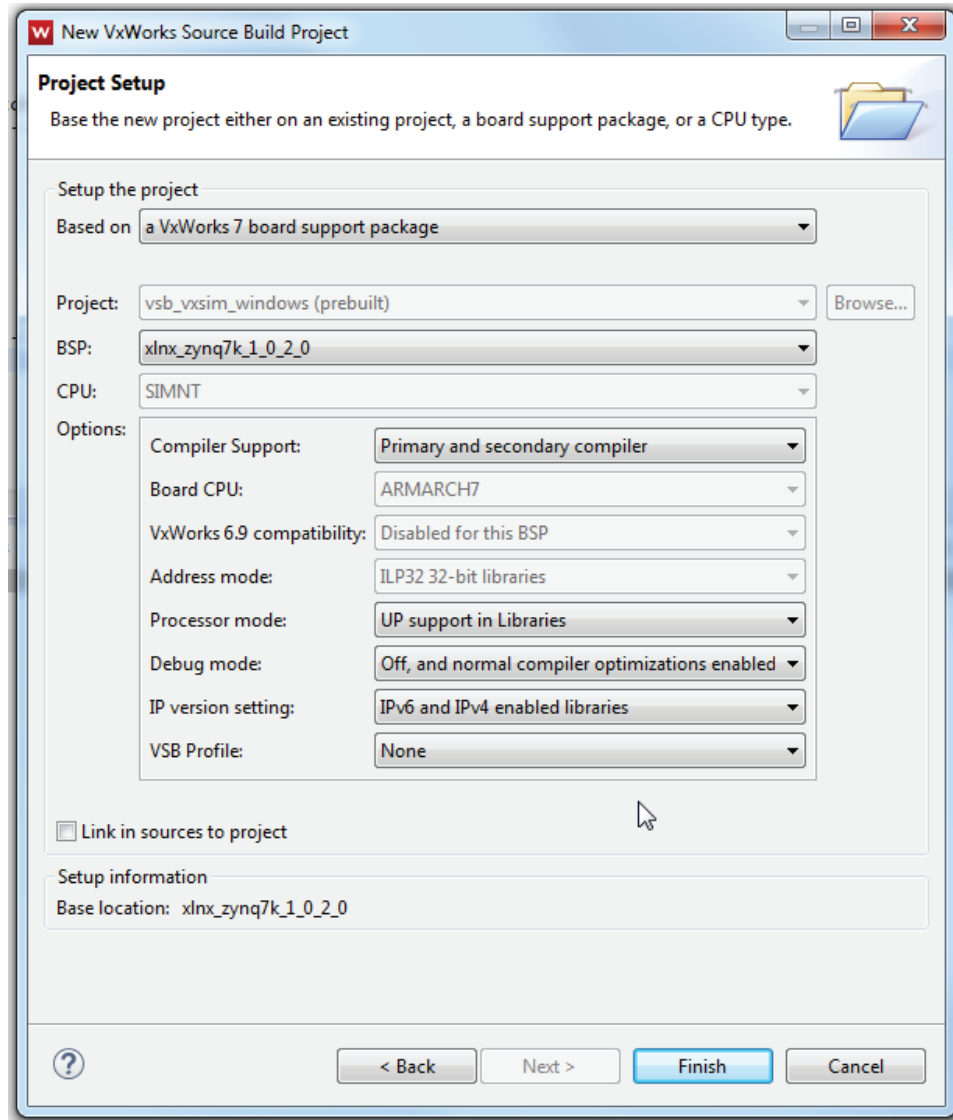 W New VxWorks Source Build Project
Project Setup
Base the new project either on an existing project, a board support package, or a CPU type.
Setup the project
Based on a VxWorks 7 board support package
Project: vsb_vxsim_windows (prebuilt) Browse...
BSP: xlnx_zynq7k_1_0_2_0
CPU: SIMNT
Options:
Compiler Support: Primary and secondary compiler
Board CPU: ARMARCH7
VxWorks 6.9 compatibility: Disabled for this BSP
Address mode: ILP32 32-bit libraries
Processor mode: UP support in Libraries
Debug mode: Off, and normal compiler optimizations enabled
IP version setting: IPv6 and IPv4 enabled libraries
VSB Profile: None
Link in sources to project
Setup information
Base location: xlnx_zynq7k_1_0_2_0
? < Back Next > Finish Cancel